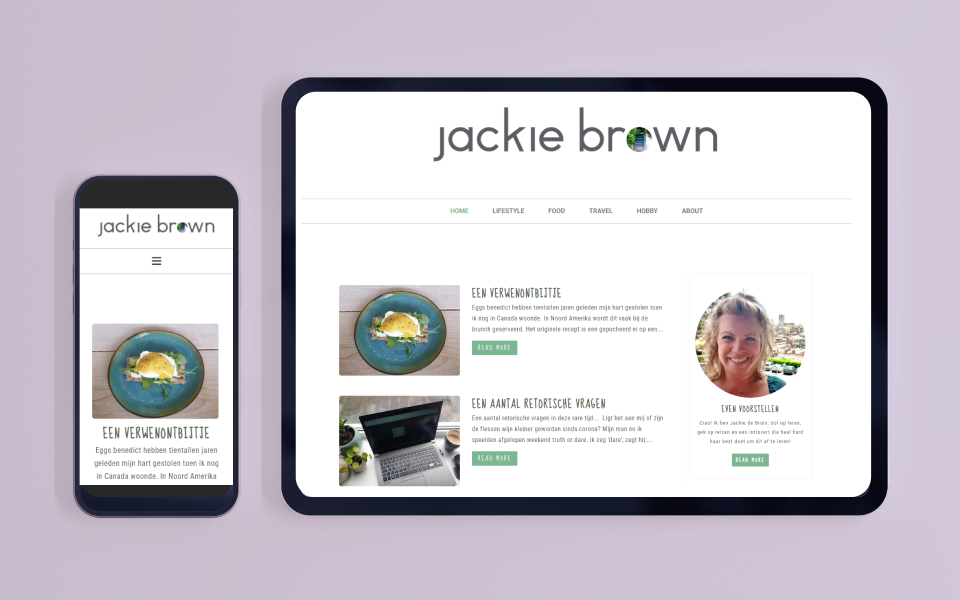 jackie brown
EEN VERWENONTBIJTJE
Eggs benedict hebben tientallen jaren
geleden mijn hart gestolen toen ik nog
in Canada woonde. In Noord Amerika
jackie brown
HOME LIFESTYLE FOOD TRAVEL HOBBY ABOUT
EEN VERWENONTBIJTJE
Eggs benedict hebben tientallen jaren geleden mijn hart gestolen toen
ik nog in Canada woonde. In Noord Amerika wordt dit vaak bij de
brunch geserveerd. Het originele recept is een gepocheerd ei op een...
READ MORE
EEN AANTAL RETORISCHE VRAGEN
Een aantal retorische vragen in deze rare tijd.... Ligt het aan mij of zijn
de flessen wijn kleiner geworden sinds corona? Mijn man en ik
speelden afgelopen weekend truth or dare. Ik zeg 'dare', zegt hij:...
READ MORE
EVEN VOORSTELLEN
Ciao! Ik ben Jackie de Bruin: dol op leren,
gek op reizen en een introvert die heel hard
haar best doet om dit af te leren!
READ MORE